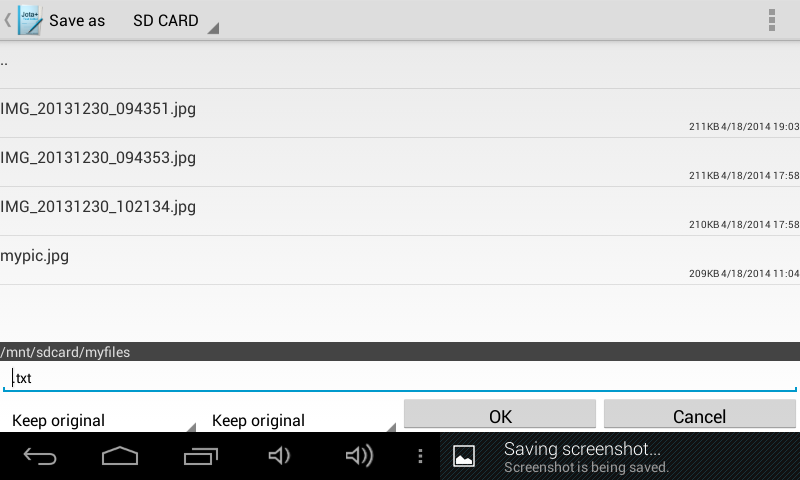 Jota+
Save as SD CARD
..
IMG_20131230_094351.jpg
211KB 4/18/2014 19:03
IMG_20131230_094353.jpg
211KB 4/18/2014 17:58
IMG_20131230_102134.jpg
210KB 4/18/2014 17:58
mypic.jpg
209KB 4/18/2014 11:04
/mnt/sdcard/myfiles
.txt
Keep original Keep original OK Cancel
Saving screenshot...
Screenshot is being saved.